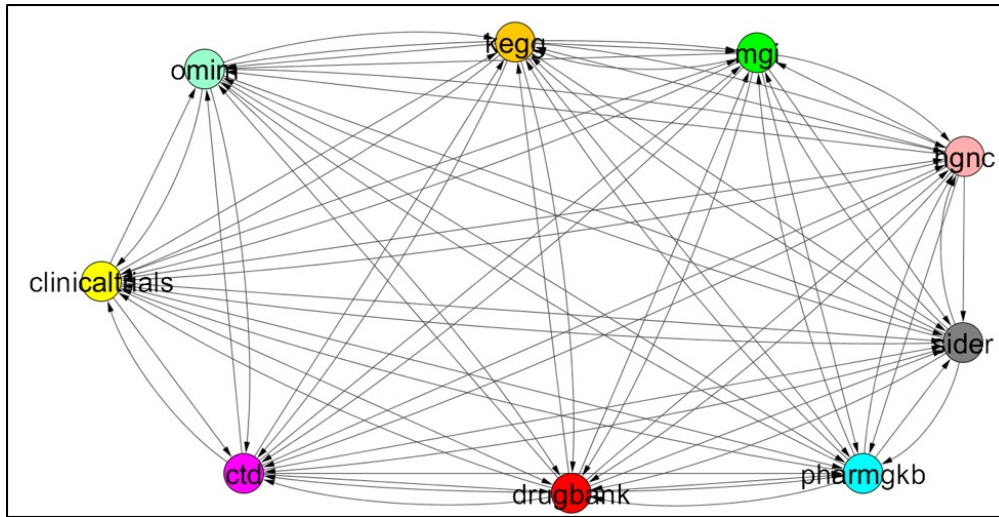 kegg
mgi
omim
hgnc
clinicaltrials
sider
ctd
pharmgkb
drugbank